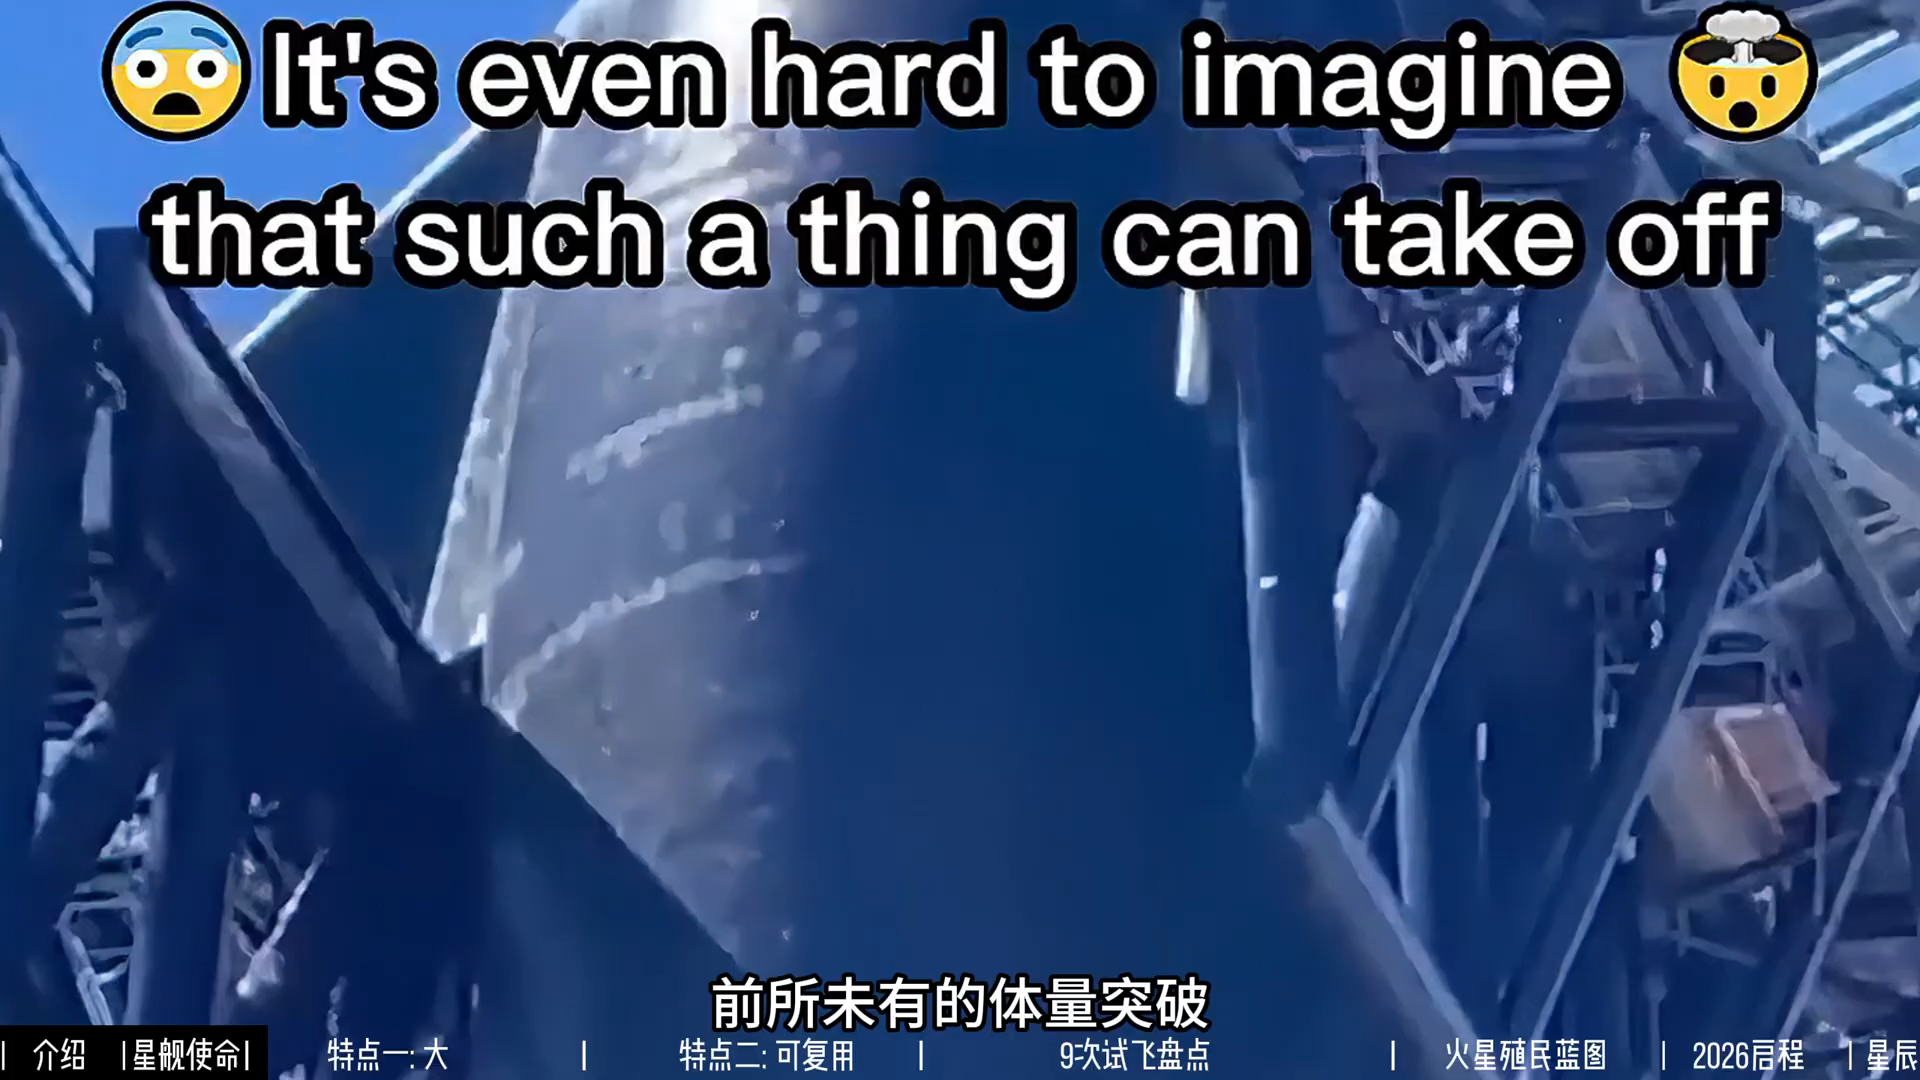 😨It's even hard to imagine 🤯
that such a thing can take off
前所未有的体量突破
| 介绍 |星舰使命| 特点一: 大 | 特点二: 可复用 | 9次试飞盘点 | 火星殖民蓝图 | 2026启程 | 星辰